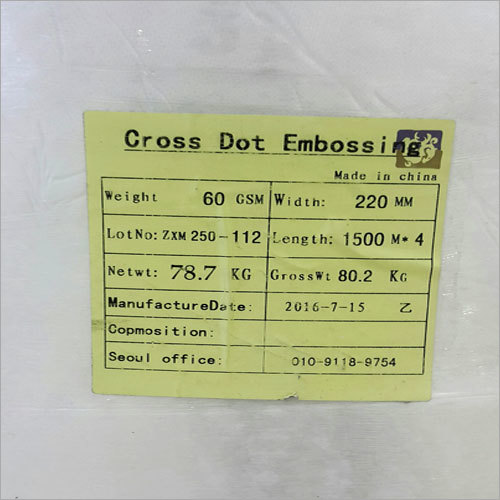 Cross Dot Embossing
Made in china
Weight 60 GSM Width: 220 MM
LotNo: ZXM 250-112 Length: 1500 M* 4
Netwt: 78.7 KG GrossWt 80.2 KG
ManufactureDate: 2016-7-15 乙
Copmosition:
Seoul office: 010-9118-9754